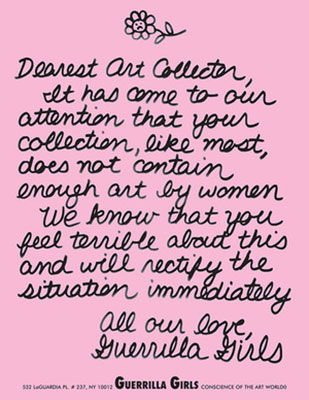 Dearest Art Collector,
It has come to our
attention that your
collection, like most,
does not contain
enough art by women
We know that you
feel terrible about this
and will rectify the
situation immediately
All our love,
Guerrilla Girls
532 LaGUARDIA PL. # 237, NY 10012 GUERRILLA GIRLS CONSCIENCE OF THE ART WORLD®